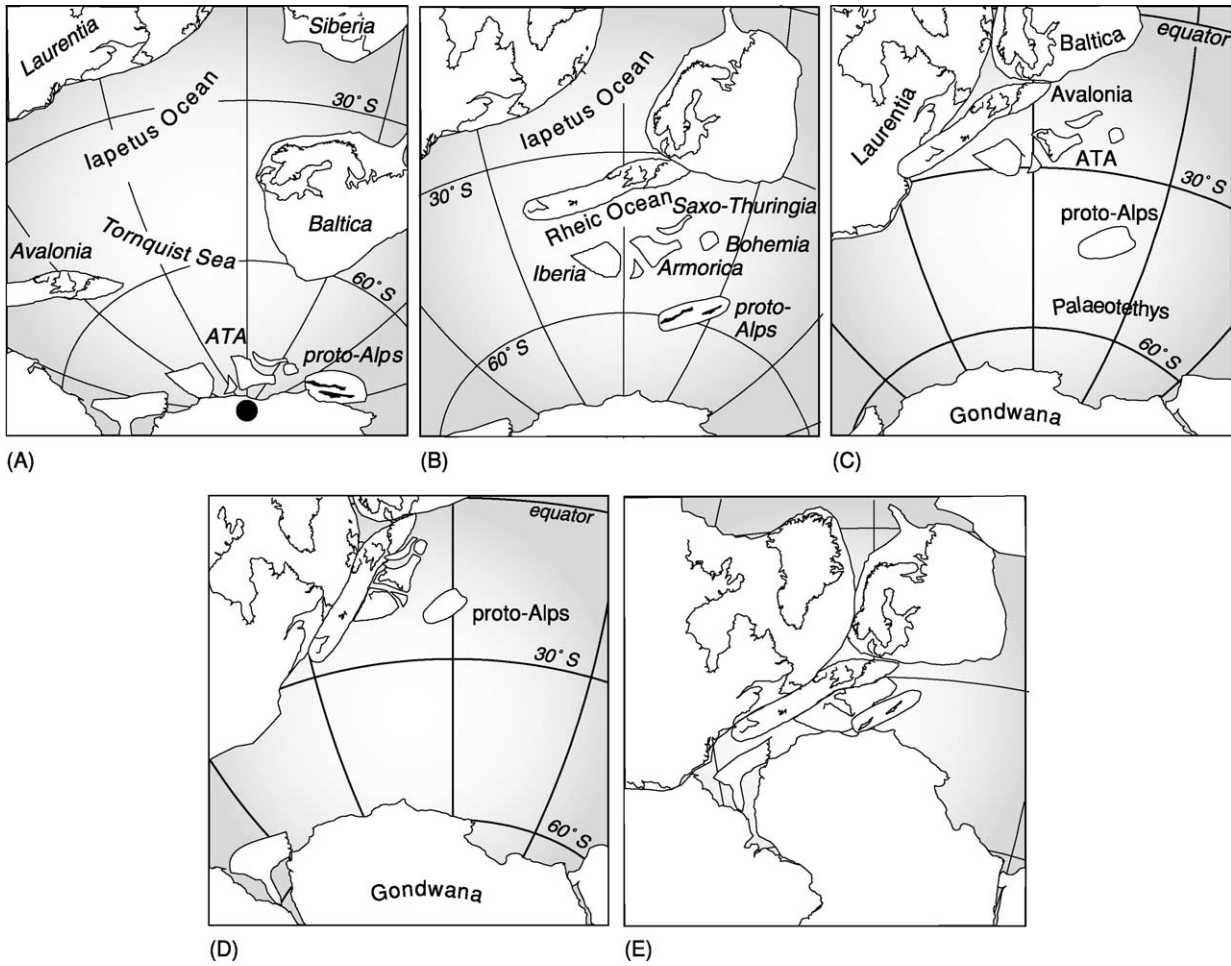 Laurentia
Siberia
Iapetus Ocean
30° S
Tornquist Sea
Baltica
Avalonia
60° S
ATA
proto-Alps
(A)
Iapetus Ocean
30° S
Rheic Ocean
Saxo-Thuringia
Bohemia
Iberia
Armorica
proto-
Alps
60° S
(B)
Baltica
equator
Avalonia
Laurentia
ATA
30° S
proto-Alps
Palaeotethys
60° S
Gondwana
(C)
equator
proto-Alps
30° S
60° S
Gondwana
(D)
(E)